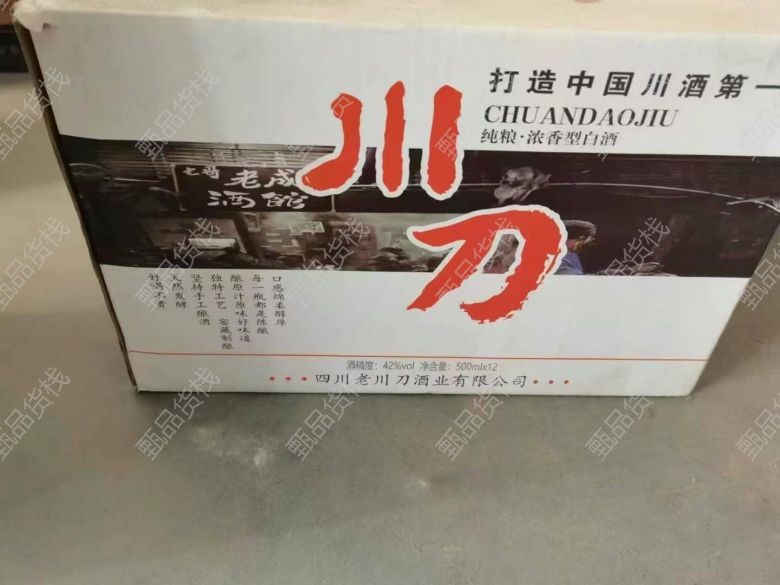 打造中国川酒第一
CHUANDAOJIU
纯粮·浓香型白酒
川刀
老成
酒館
口感绵柔醇厚
每一瓶都是陈酿
酿原汁原味好味道
独特工艺 窖藏制酿
坚持手工酿酒
天然发酵
好喝不贵
酒精度：42%vol 净含量：500mlx12
四川老川刀酒业有限公司
甄品货栈